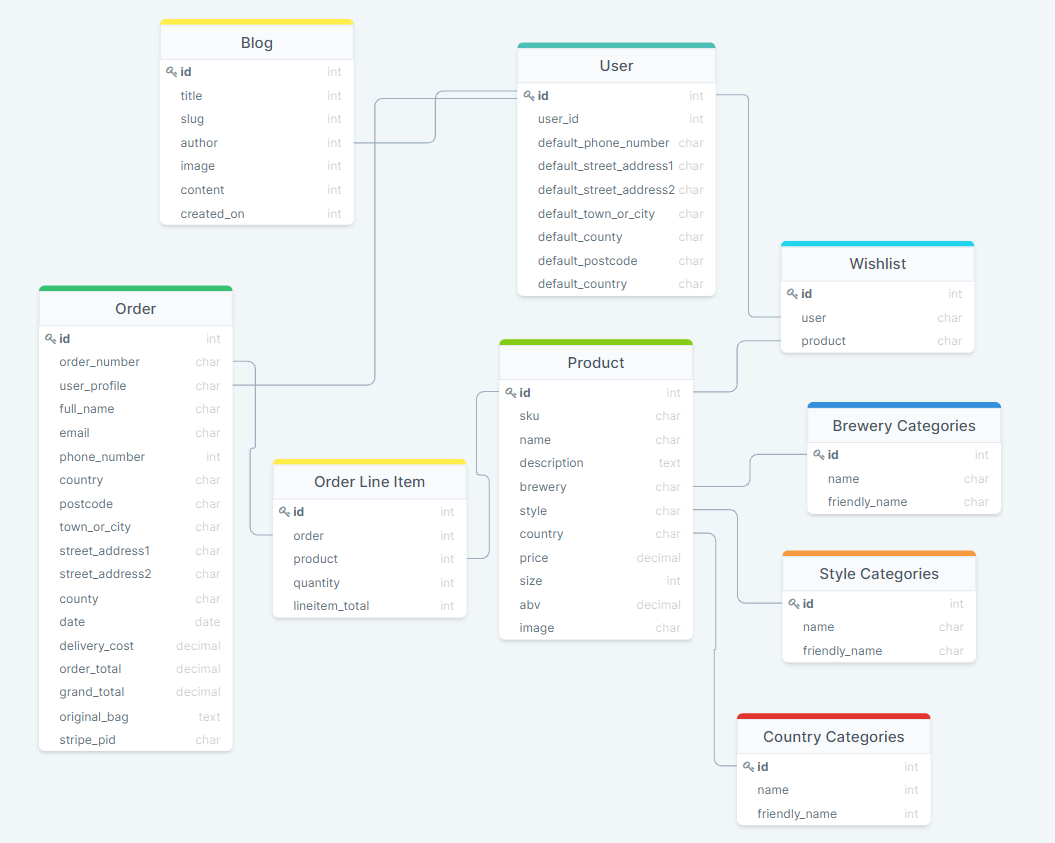 Blog
id int
title int
slug int
author int
image int
content int
created_on int
User
id int
user_id int
default_phone_number char
default_street_address1 char
default_street_address2 char
default_town_or_city char
default_county char
default_postcode char
default_country char
Wishlist
id int
user char
product char
Order
id int
order_number char
user_profile char
full_name char
email char
phone_number int
country char
postcode char
town_or_city char
street_address1 char
street_address2 char
county char
date date
delivery_cost decimal
order_total decimal
grand_total decimal
original_bag text
stripe_pid char
Product
id int
sku char
name char
description text
brewery char
style char
country char
price decimal
size int
abv decimal
image char
Order Line Item
id int
order int
product int
quantity int
lineitem_total int
Brewery Categories
id int
name char
friendly_name char
Style Categories
id int
name char
friendly_name char
Country Categories
id int
name int
friendly_name int